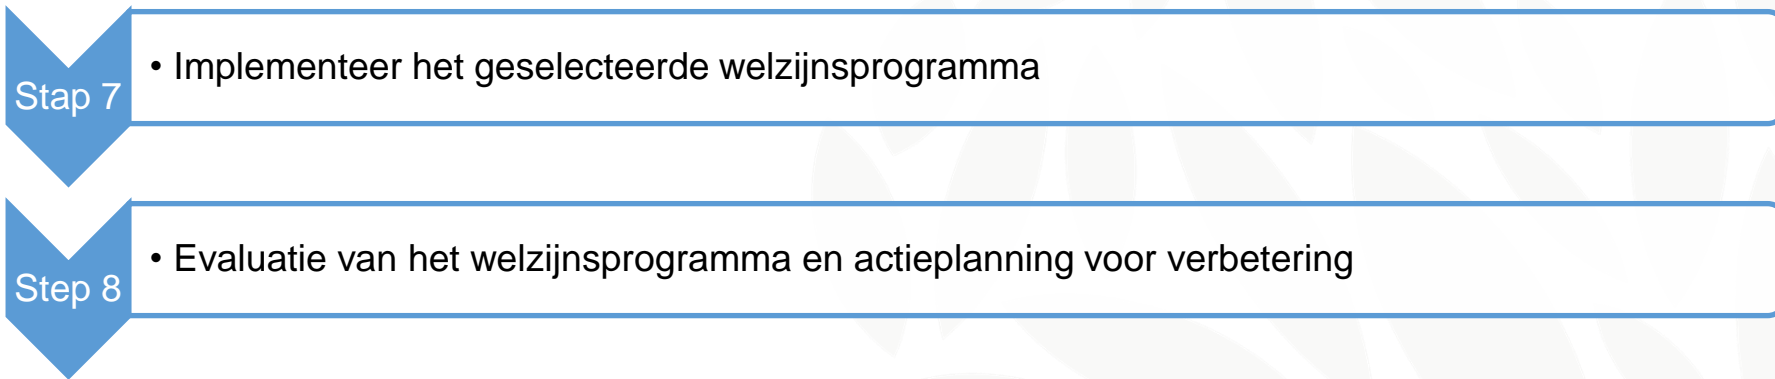 Stap 7
• Implementeer het geselecteerde welzijnsprogramma
Step 8
• Evaluatie van het welzijnsprogramma en actieplanning voor verbetering